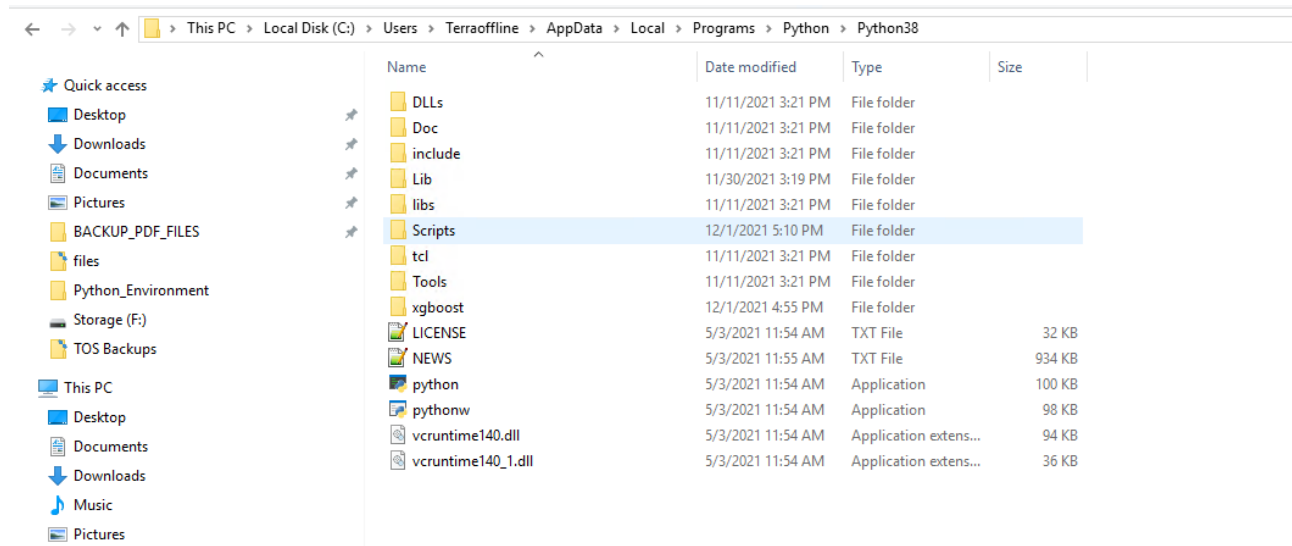 This PC > Local Disk (C:) > Users > Terraoffline > AppData > Local > Programs > Python > Python38
Name Date modified Type Size
Quick access
Desktop
Downloads
Documents
Pictures
BACKUP_PDF_FILES
files
Python_Environment
Storage (F:)
TOS Backups
This PC
Desktop
Documents
Downloads
Music
Pictures
DLLs 11/11/2021 3:21 PM File folder
Doc 11/11/2021 3:21 PM File folder
include 11/11/2021 3:21 PM File folder
Lib 11/30/2021 3:19 PM File folder
libs 11/11/2021 3:21 PM File folder
Scripts 12/1/2021 5:10 PM File folder
tcl 11/11/2021 3:21 PM File folder
Tools 11/11/2021 3:21 PM File folder
xgboost 12/1/2021 4:55 PM File folder
LICENSE 5/3/2021 11:54 AM TXT File 32 KB
NEWS 5/3/2021 11:55 AM TXT File 934 KB
python 5/3/2021 11:54 AM Application 100 KB
pythonw 5/3/2021 11:54 AM Application 98 KB
vcruntime140.dll 5/3/2021 11:54 AM Application extens... 94 KB
vcruntime140_1.dll 5/3/2021 11:54 AM Application extens... 36 KB